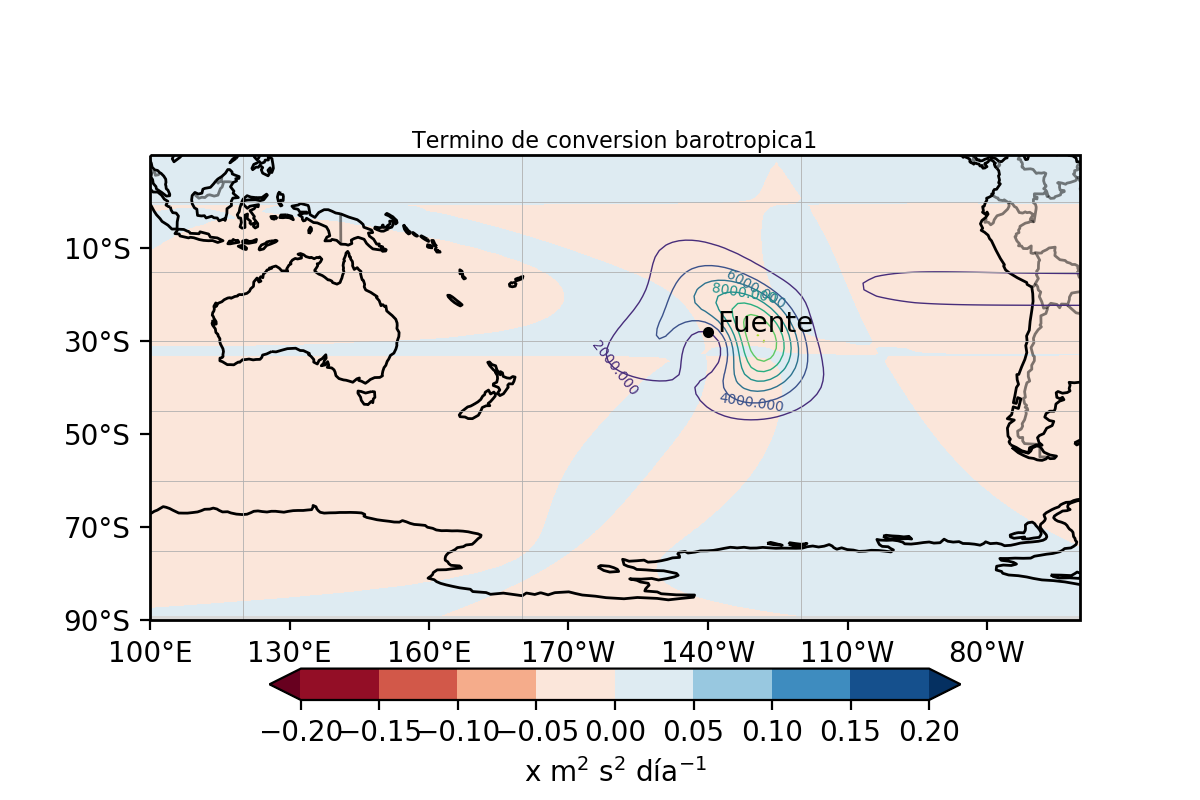 Termino de conversion barotropica1
10°S
30°S
50°S
70°S
90°S
6000.000
8000.000
Fuente
2000.000
4000.000
100°E 130°E 160°E 170°W 140°W 110°W 80°W
−0.20 −0.15 −0.10 −0.05 0.00 0.05 0.10 0.15 0.20
x m² s² día⁻¹